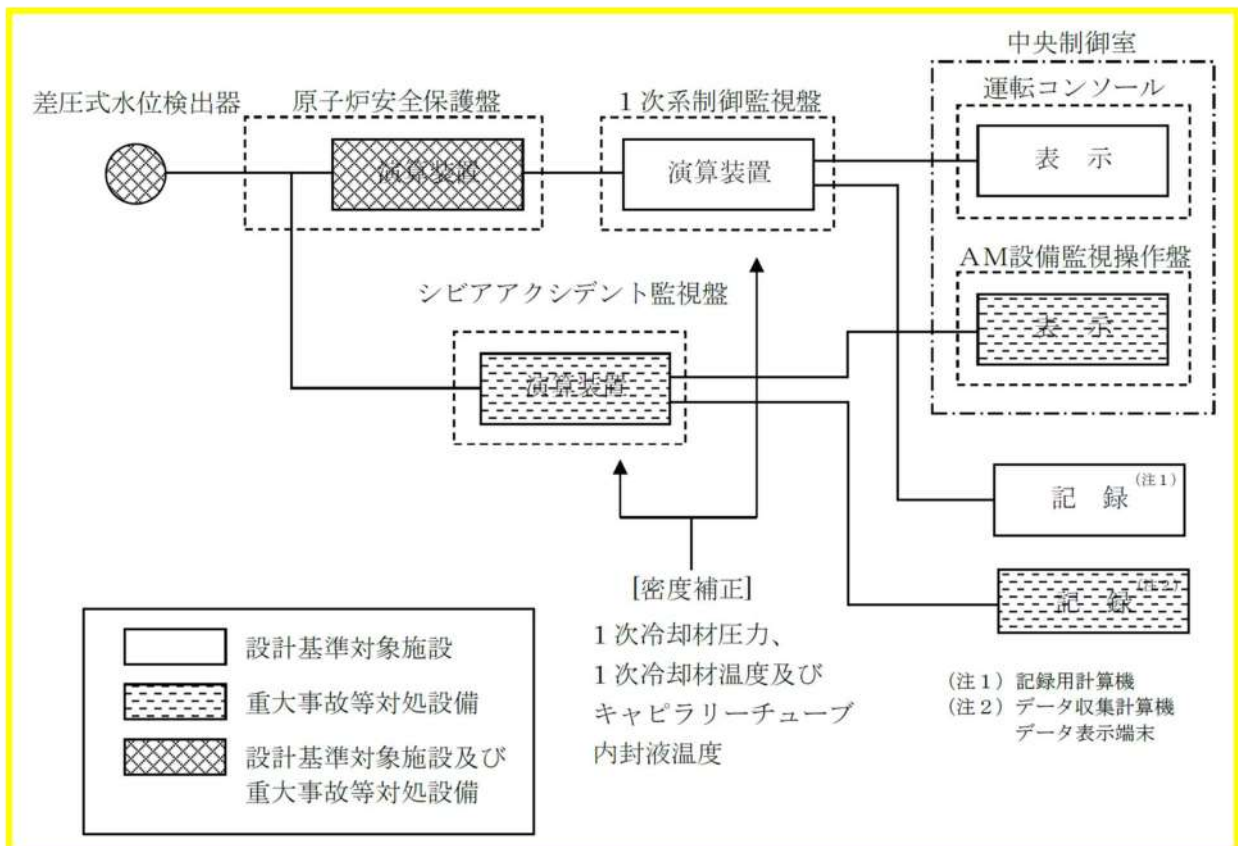 中央制御室
差圧式水位検出器
原子炉安全保護盤
1次系制御監視盤
運転コンソール
演算装置
演算装置
表 示
AM設備監視操作盤
シビアアクシデント監視盤
表 示
演算装置
記 録 (注1)
[密度補正]
記 録 (注2)
1次冷却材圧力、
1次冷却材温度及び
キャピラリーチューブ
内封液温度
設計基準対象施設
重大事故等対処設備
設計基準対象施設及び
重大事故等対処設備
(注1)記録用計算機
(注2)データ収集計算機
データ表示端末